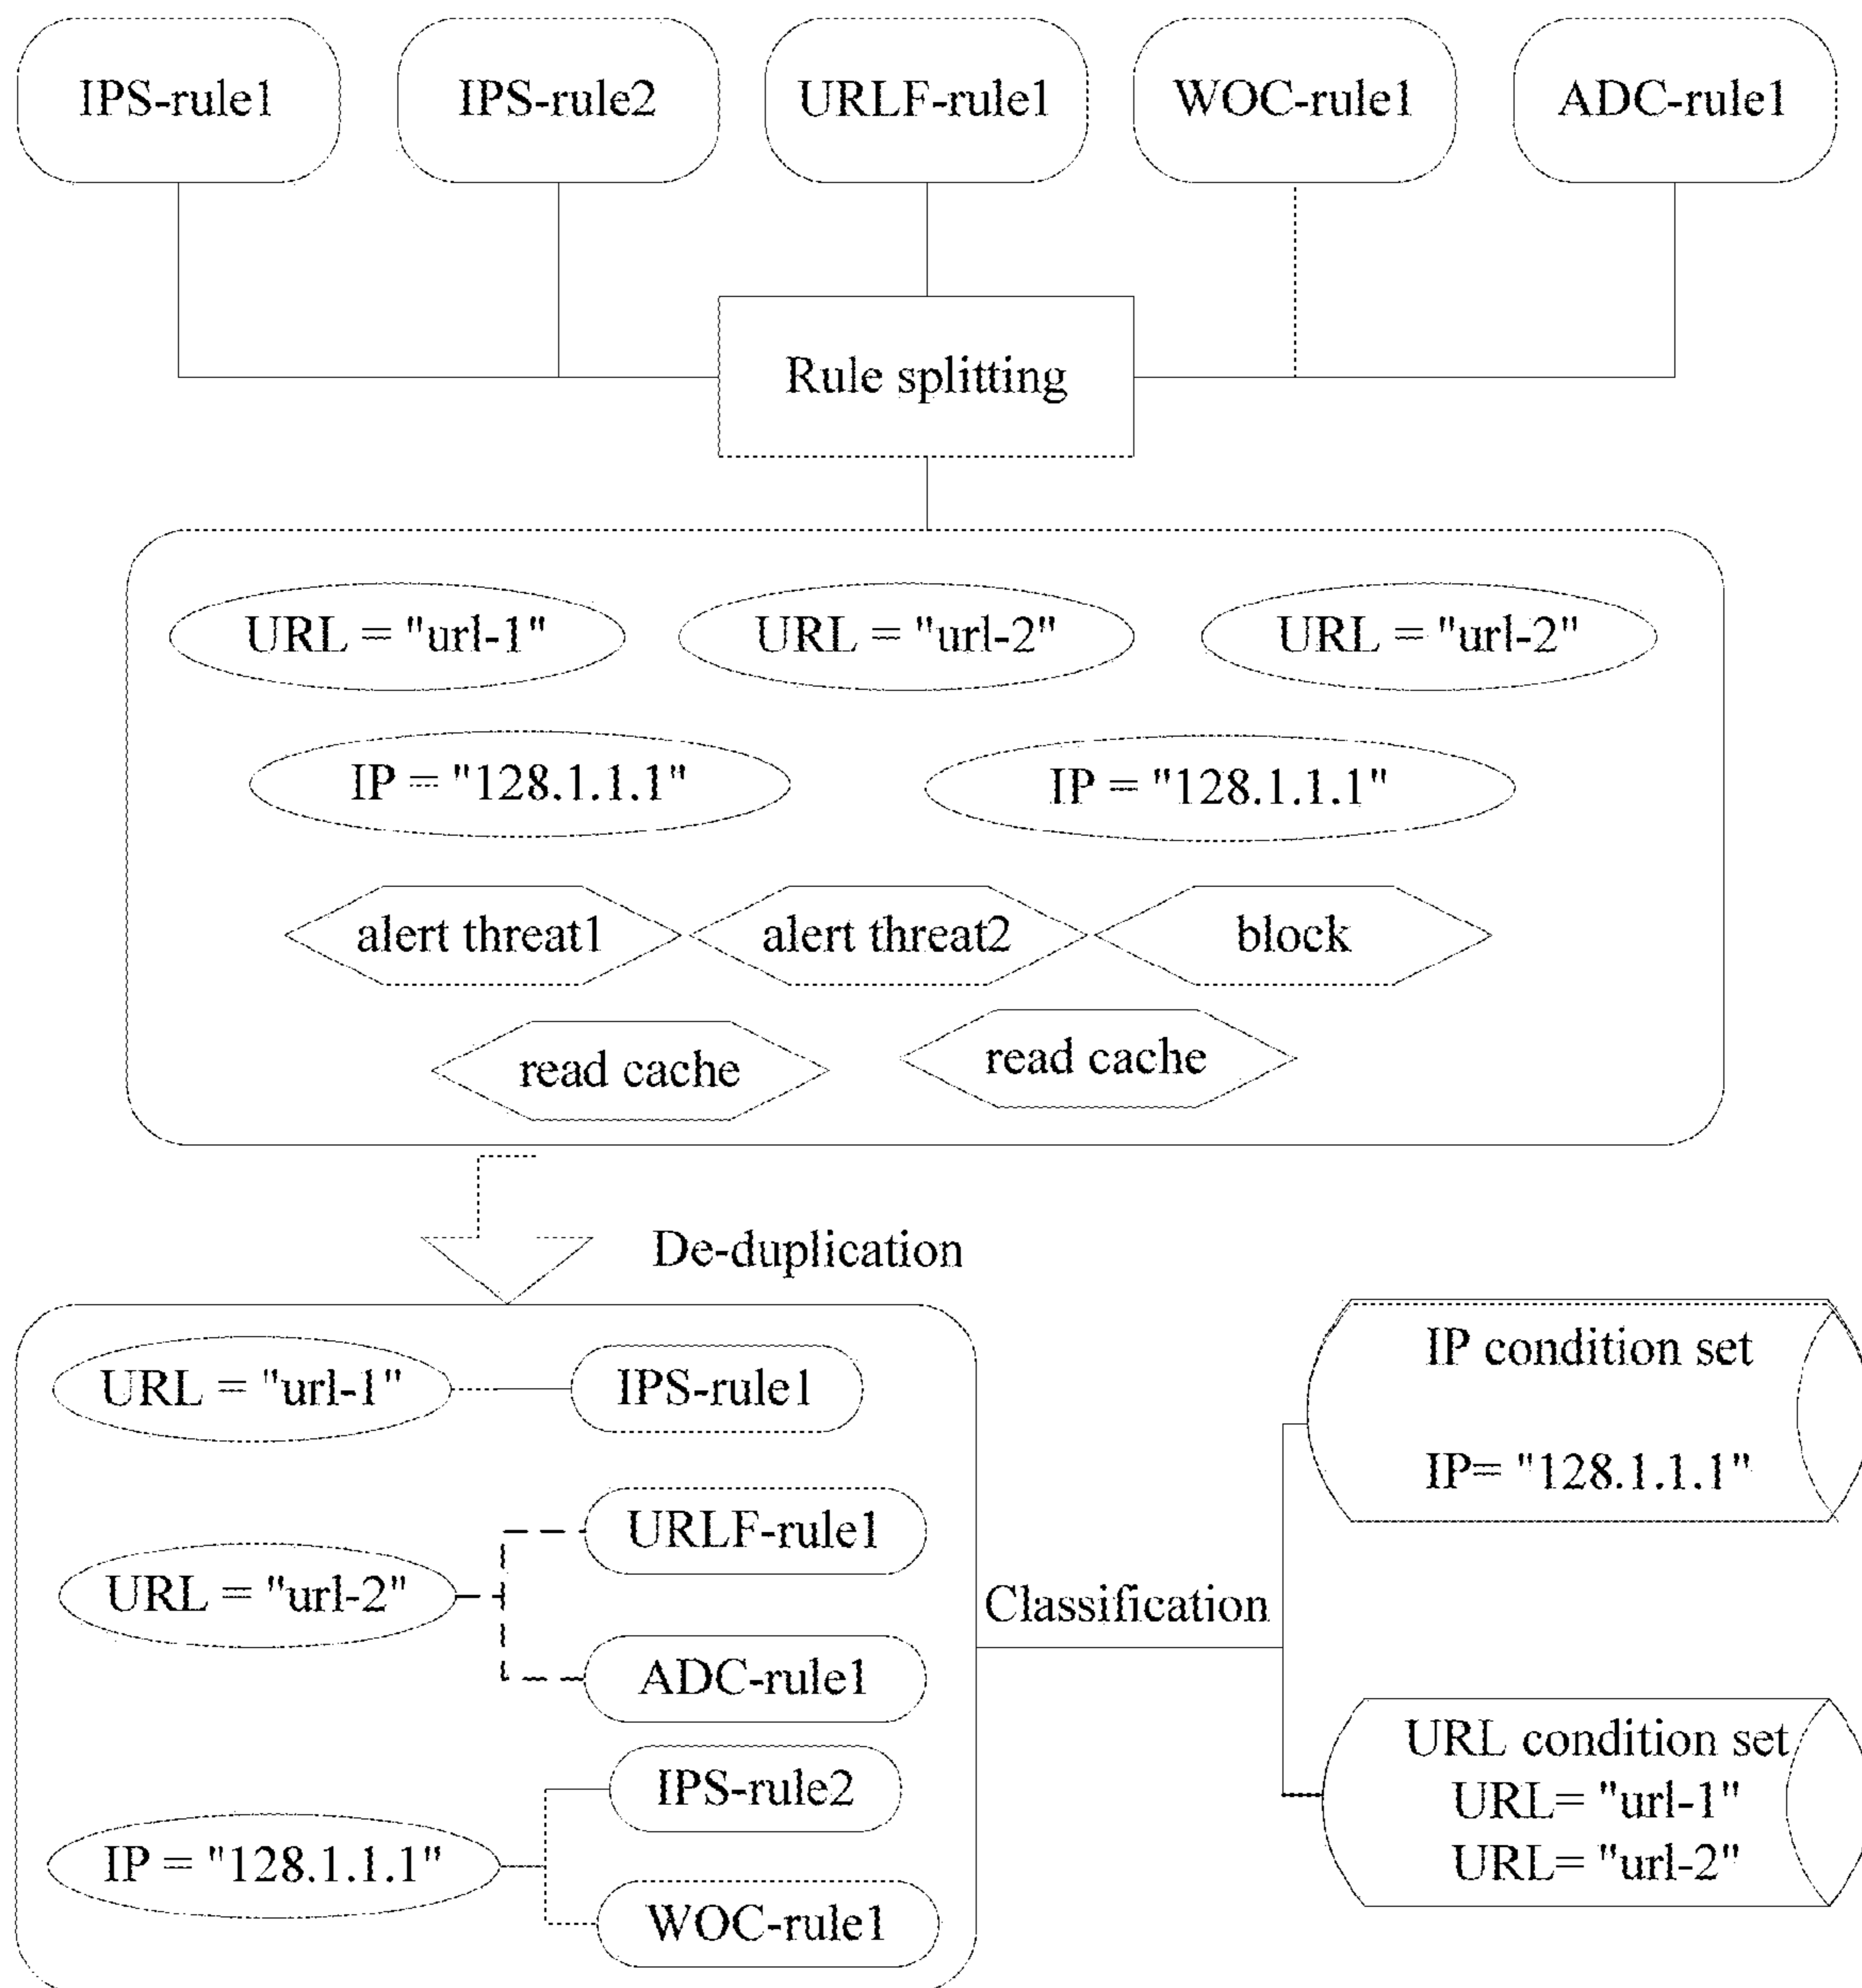 IPS-rule1
IPS-rule2
URLF-rule1
WOC-rule1
ADC-rule1
Rule splitting
URL = "url-1"
URL = "url-2"
URL = "url-2"
IP = "128.1.1.1"
IP = "128.1.1.1"
alert threat1
alert threat2
block
read cache
read cache
De-duplication
URL = "url-1"
IPS-rule1
URL = "url-2"
URLF-rule1
ADC-rule1
IP = "128.1.1.1"
IPS-rule2
WOC-rule1
Classification
IP condition set
IP= "128.1.1.1"
URL condition set
URL= "url-1"
URL= "url-2"